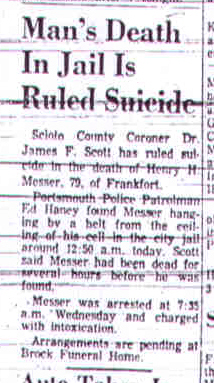 Man's Death
In Jail Is
Ruled Suicide
Scioto County Coroner Dr.
James F. Scott has ruled sui-
cide in the death of Henry H.
Messer, 79, of Frankfort.
Portsmouth Police Patrolman
Ed Haney found Messer hang-
ing by a belt from the ceil-
ing of his cell in the city jail
around 12:50 a.m. today. Scott
said Messer had been dead for
several hours before he was
found.
Messer was arrested at 7:35
a.m. Wednesday and charged
with intoxication.
Arrangements are pending at
Brock Funeral Home.